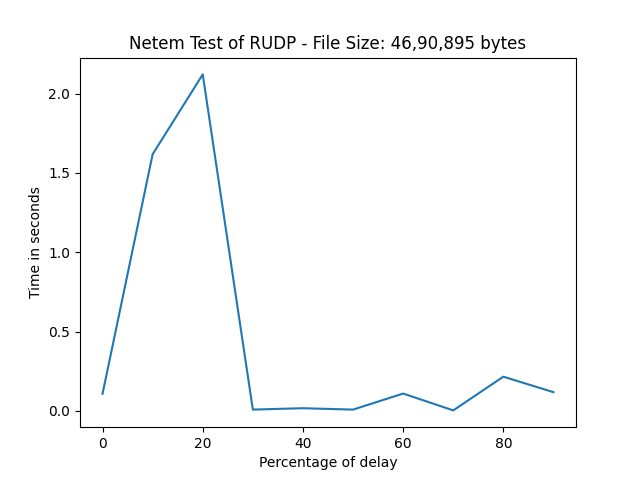 Netem Test of RUDP - File Size: 46,90,895 bytes
2.0
1.5
1.0
0.5
0.0
Time in seconds
0 20 40 60 80
Percentage of delay